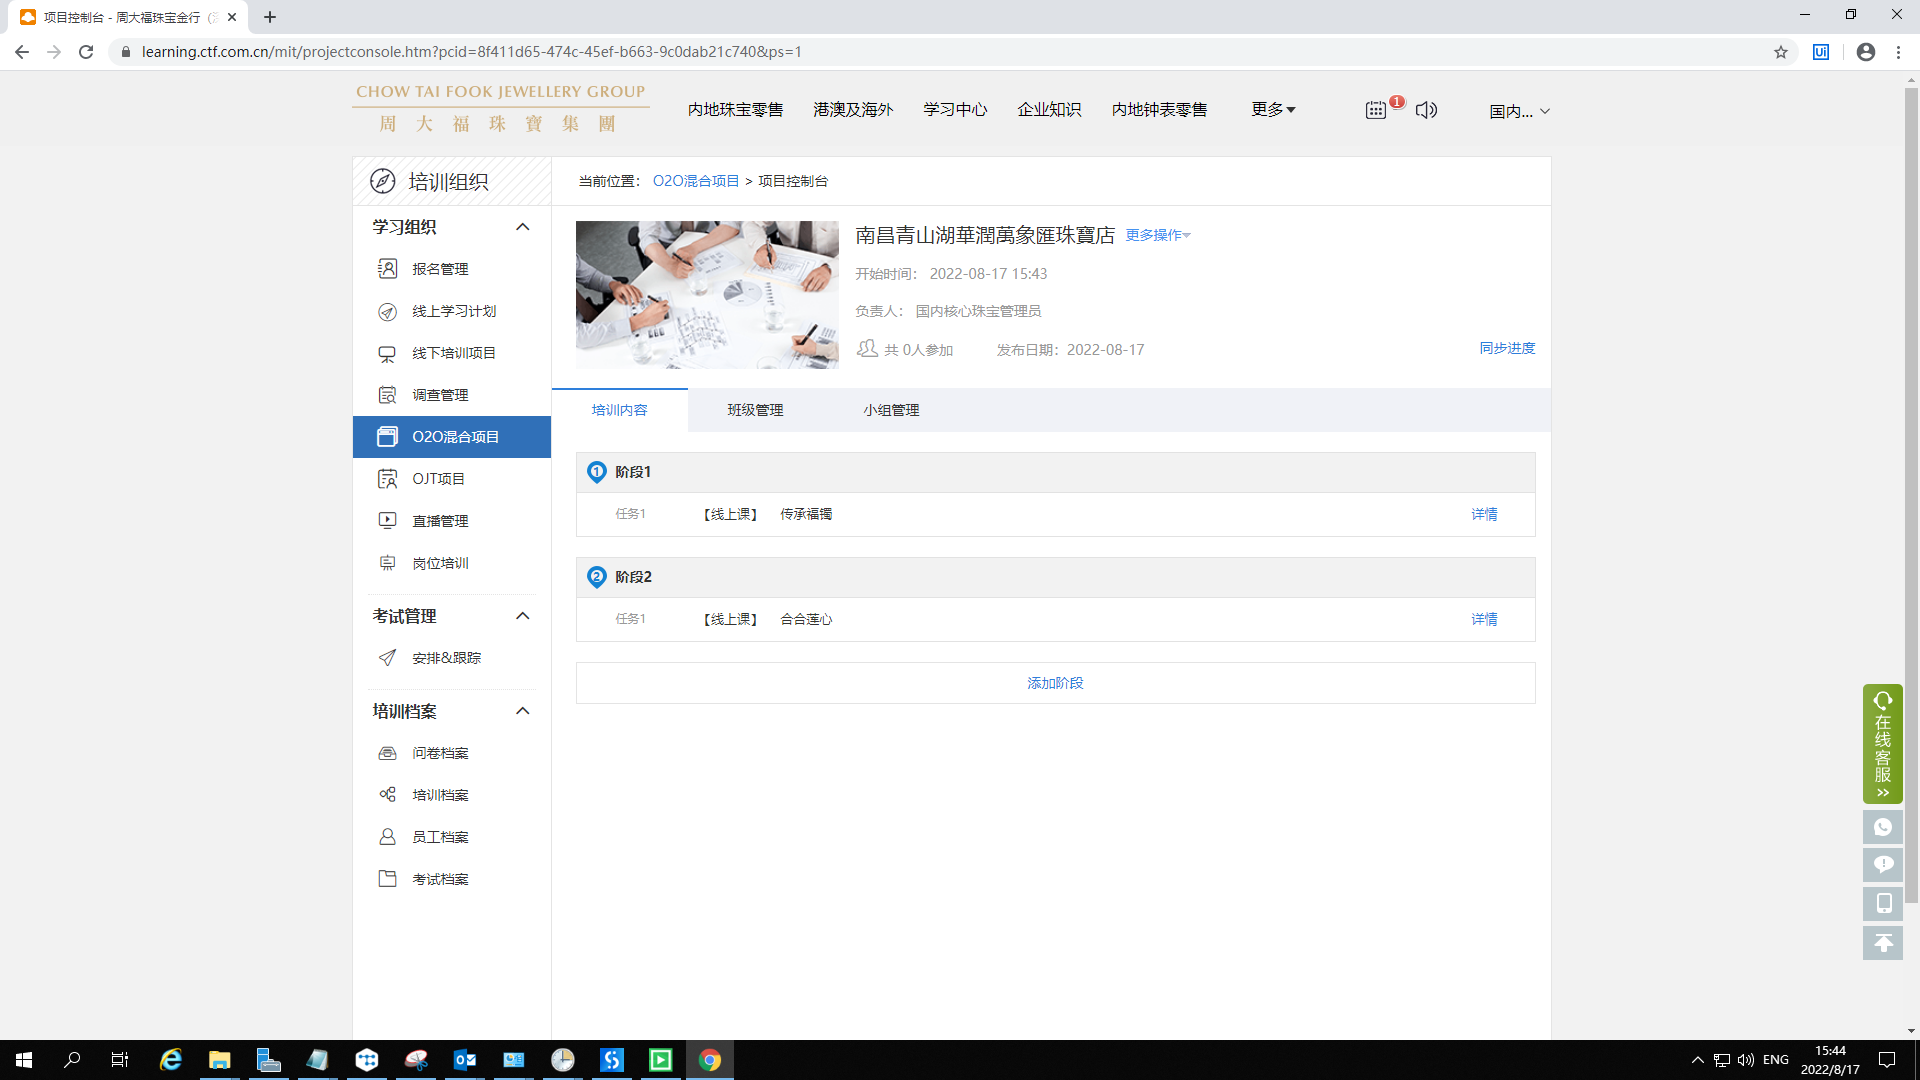 项目控制台 - 周大福珠宝金行
learning.ctf.com.cn/mit/projectconsole.htm?pcid=8f411d65-474c-45ef-b663-9c0dab21c740&ps=1
CHOW TAI FOOK JEWELLERY GROUP
周大福珠寶集團
内地珠宝零售 港澳及海外 学习中心 企业知识 内地钟表零售 更多 1 国内...
培训组织
当前位置: O2O混合项目 > 项目控制台
学习组织
报名管理
线上学习计划
线下培训项目
调查管理
O2O混合项目
OJT项目
直播管理
岗位培训
考试管理
安排&跟踪
培训档案
问卷档案
培训档案
员工档案
考试档案
南昌青山湖華潤萬象匯珠寶店 更多操作
开始时间: 2022-08-17 15:43
负责人: 国内核心珠宝管理员
共 0人参加 发布日期: 2022-08-17
同步进度
培训内容 班级管理 小组管理
1 阶段1
任务1 【线上课】 传承福镯 详情
2 阶段2
任务1 【线上课】 合合莲心 详情
添加阶段
在线客服
ENG
15:44
2022/8/17